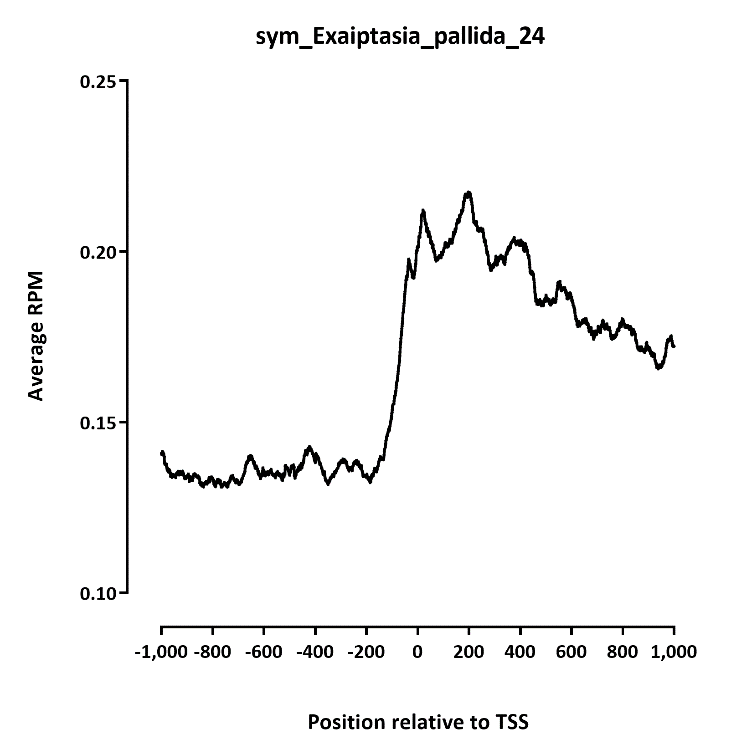 sym_Exaiptasia_pallida_24
0.25
0.20
0.15
0.10
Average RPM
-1,000 -800 -600 -400 -200 0 200 400 600 800 1,000
Position relative to TSS